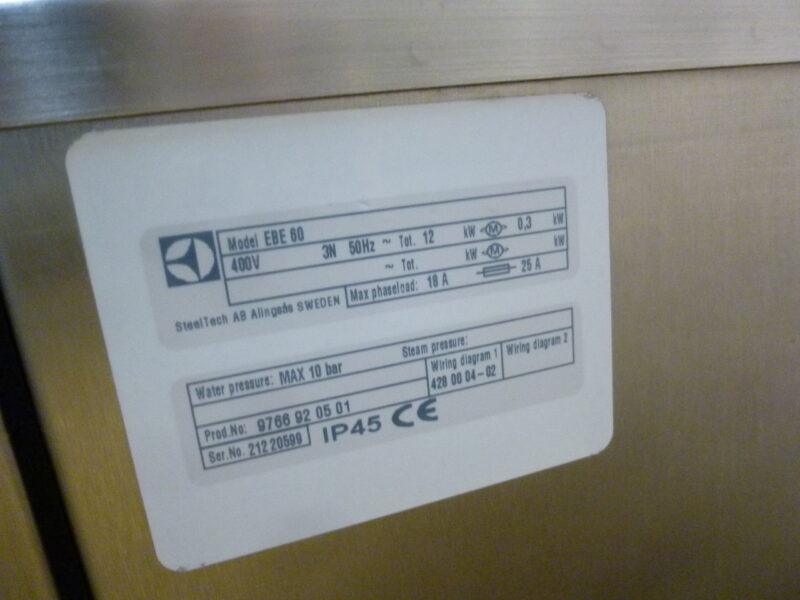 Model EBE 60
400V 3N 50Hz ~ Tot. 12 kW M 0,3 kW
~ Tot. kW M kW
Max phaseload: 18 A 25 A
SteelTech AB Alingsås SWEDEN
Water pressure: MAX 10 bar Steam pressure:
Wiring diagram 1 Wiring diagram 2
428 00 04-02
Prod.No: 9766 92 05 01
Ser.No. 212 20599 IP45 CE